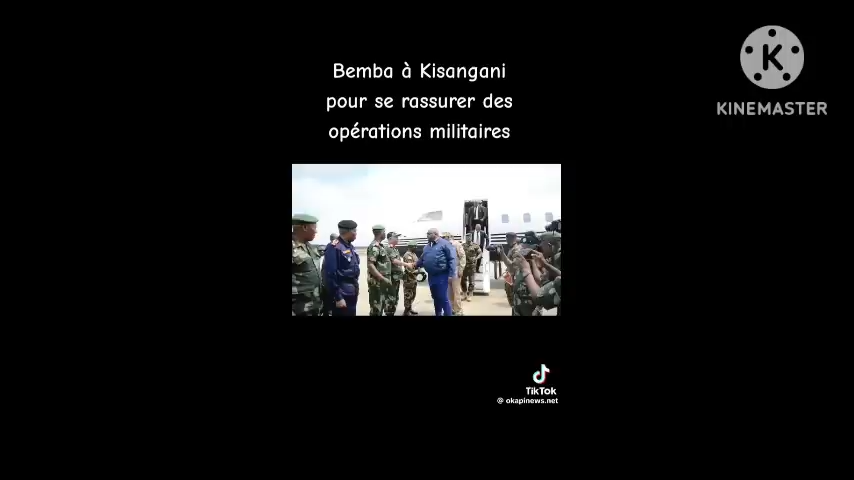 Bemba à Kisangani
pour se rassurer des
opérations militaires
KINEMASTER
TikTok
@ okapinews.net